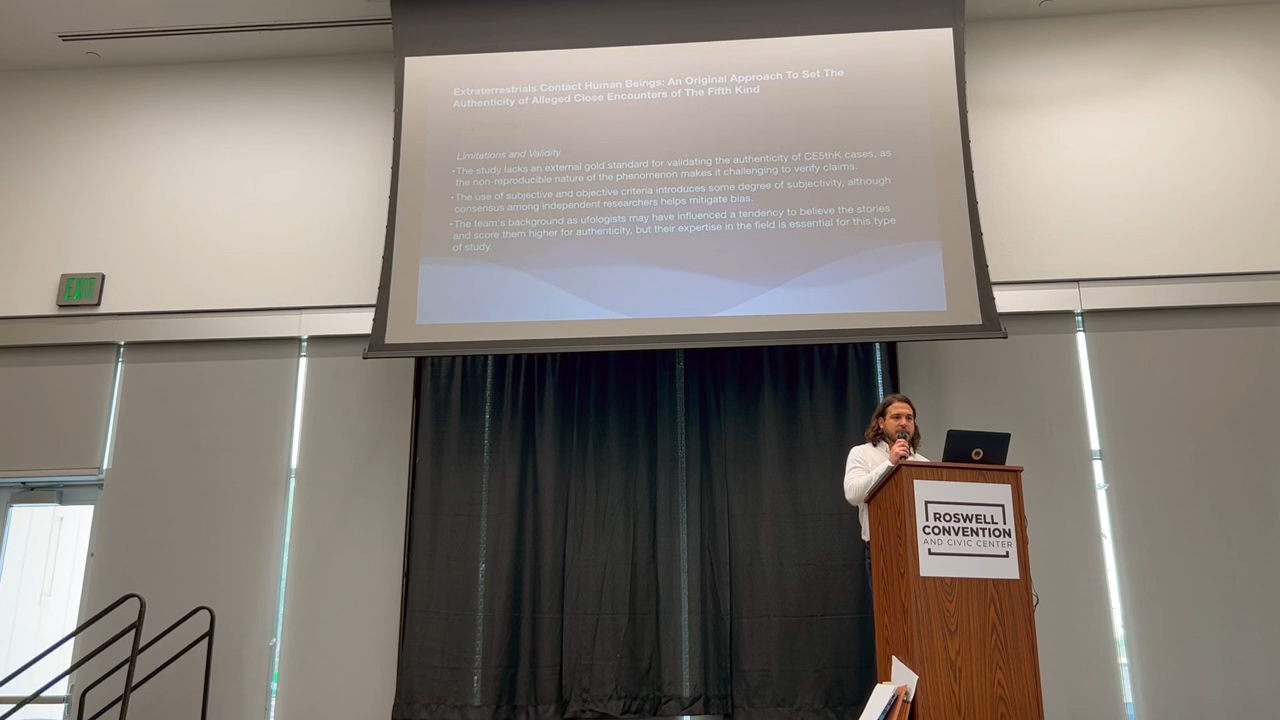 Extraterrestrials Contact Human Beings: An Original Approach To Set The
Authenticity of Alleged Close Encounters of The Fifth Kind
Limitations and Validity
•The study lacks an external gold standard for validating the authenticity of CE5thK cases, as
the non-reproducible nature of the phenomenon makes it challenging to verify claims.
•The use of subjective and objective criteria introduces some degree of subjectivity, although
consensus among independent researchers helps mitigate bias.
•The team's background as ufologists may have influenced a tendency to believe the stories
and score them higher for authenticity, but their expertise in the field is essential for this type
of study.
EXIT
ROSWELL
CONVENTION
AND CIVIC CENTER